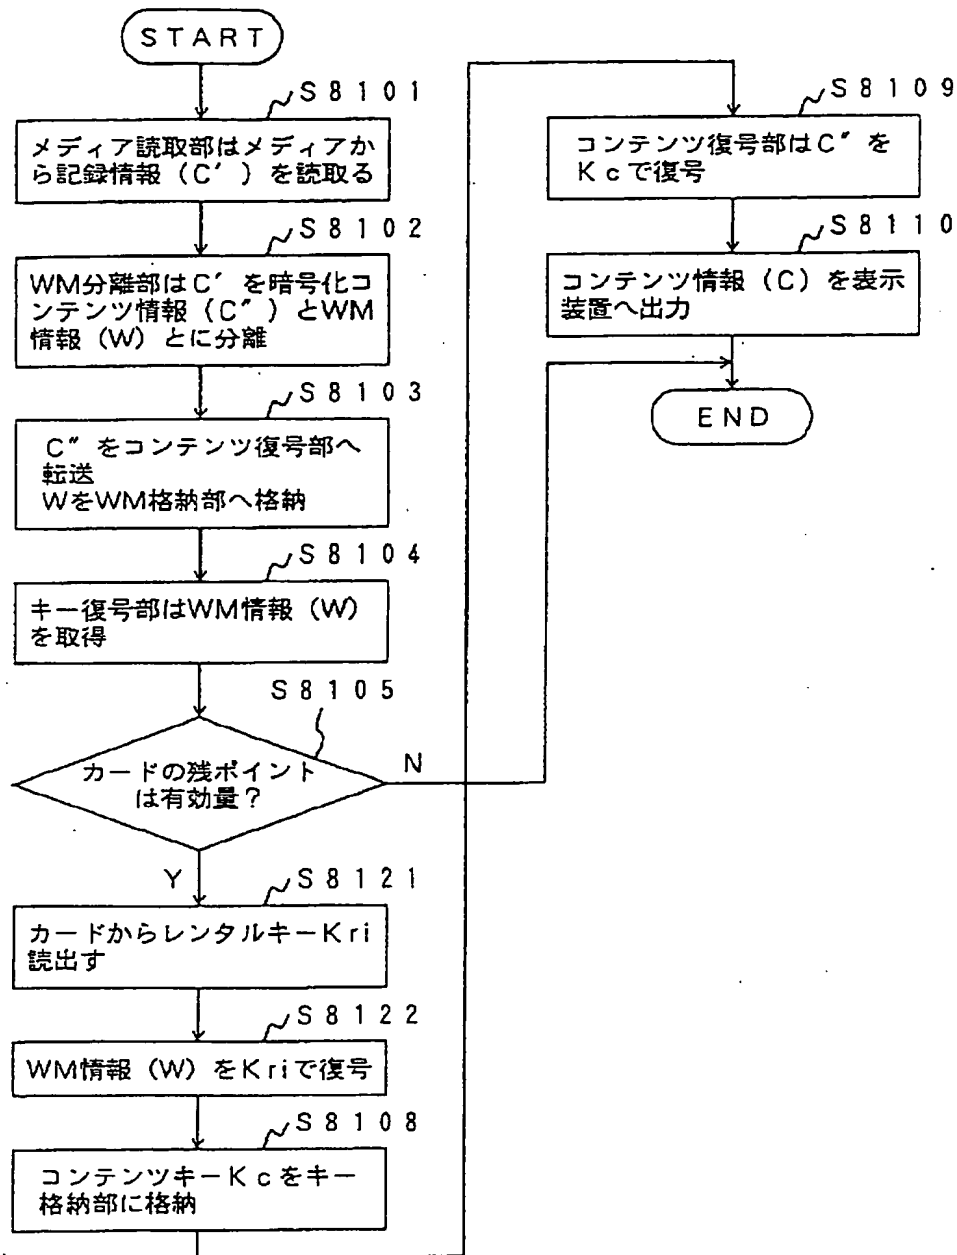 START
S8101
メディア読取部はメディアか
ら記録情報（C′）を読取る
S8102
WM分離部はC′を暗号化コ
ンテンツ情報（C″）とWM
情報（W）とに分離
S8103
C″をコンテンツ復号部へ
転送
WをWM格納部へ格納
S8104
キー復号部はWM情報（W）
を取得
S8105
カードの残ポイント
は有効量？
N
Y
S8121
カードからレンタルキーKri
読出す
S8122
WM情報（W）をKriで復号
S8108
コンテンツキーKcをキー
格納部に格納
S8109
コンテンツ復号部はC″を
Kcで復号
S8110
コンテンツ情報（C）を表示
装置へ出力
END